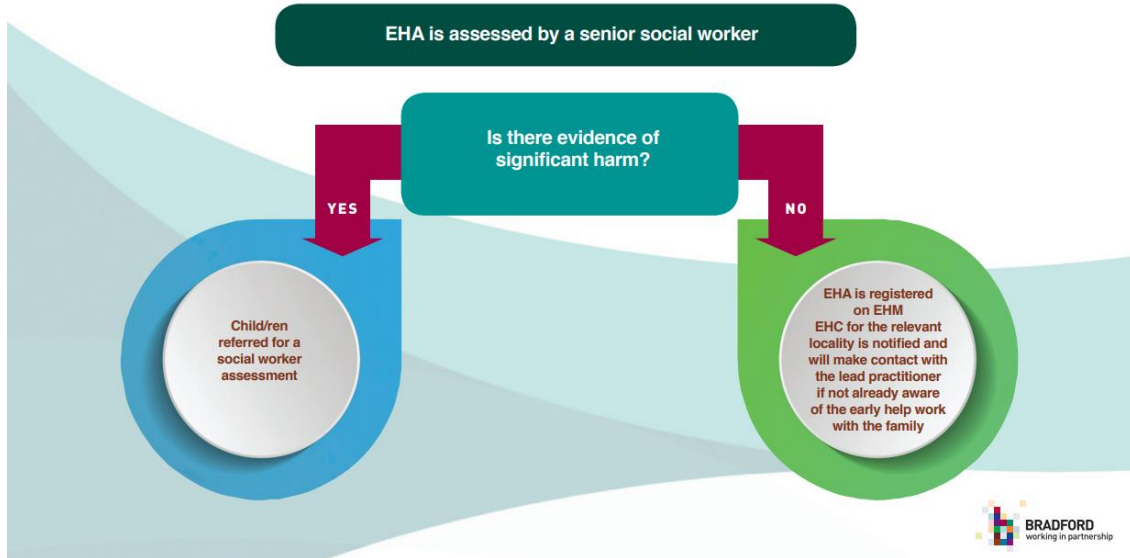 EHA is assessed by a senior social worker
Is there evidence of
significant harm?
YES
NO
Child/ren
referred for a
social worker
assessment
EHA is registered
on EHM
EHC for the relevant
locality is notified and
will make contact with
the lead practitioner
if not already aware
of the early help work
with the family
BRADFORD
working in partnership